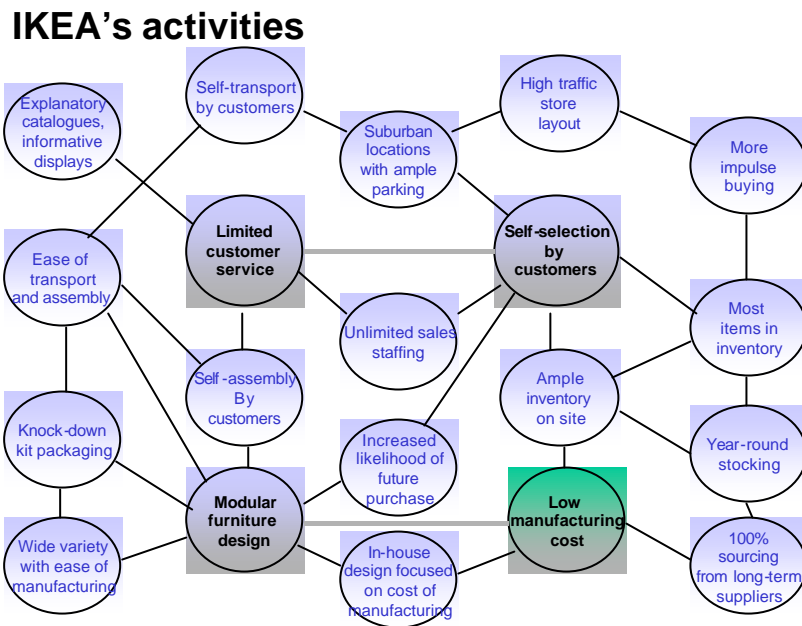 IKEA's activities
Explanatory
catalogues,
informative
displays
Self-transport
by customers
Suburban
locations
with ample
parking
High traffic
store
layout
More
impulse
buying
Ease of
transport
and assembly
Limited
customer
service
Self-selection
by
customers
Unlimited sales
staffing
Most
items in
inventory
Self-assembly
By
customers
Ample
inventory
on site
Knock-down
kit packaging
Increased
likelihood of
future
purchase
Year-round
stocking
Modular
furniture
design
Low
manufacturing
cost
Wide variety
with ease of
manufacturing
In-house
design focused
on cost of
manufacturing
100%
sourcing
from long-term
suppliers